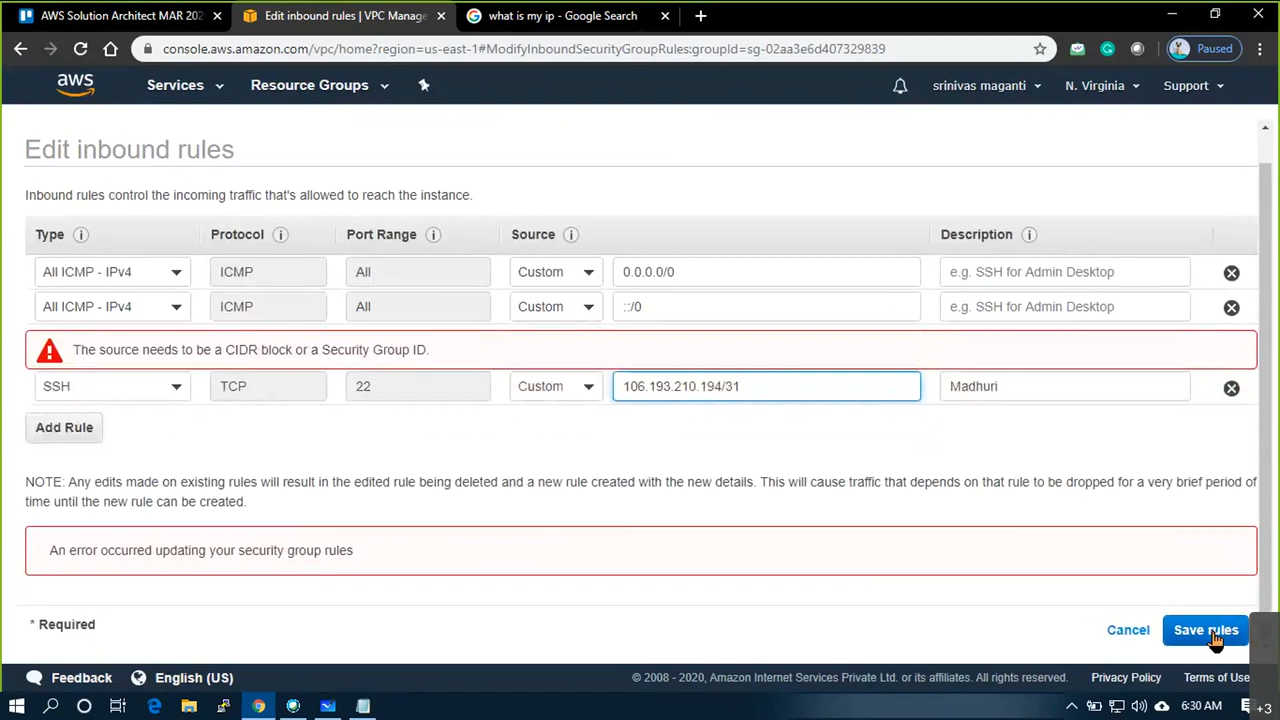 AWS Solution Architect MAR 202
Edit inbound rules | VPC Manage
what is my ip - Google Search
console.aws.amazon.com/vpc/home?region=us-east-1#ModifyInboundSecurityGroupRules:groupId=sg-02aa3e6d407329839
Paused
aws
Services
Resource Groups
srinivas maganti
N. Virginia
Support
Edit inbound rules
Inbound rules control the incoming traffic that's allowed to reach the instance.
Type Protocol Port Range Source Description
All ICMP - IPv4 ICMP All Custom 0.0.0.0/0 e.g. SSH for Admin Desktop
All ICMP - IPv4 ICMP All Custom ::/0 e.g. SSH for Admin Desktop
The source needs to be a CIDR block or a Security Group ID.
SSH TCP 22 Custom 106.193.210.194/31 Madhuri
Add Rule
NOTE: Any edits made on existing rules will result in the edited rule being deleted and a new rule created with the new details. This will cause traffic that depends on that rule to be dropped for a very brief period of
time until the new rule can be created.
An error occurred updating your security group rules
* Required
Cancel
Save rules
Feedback
English (US)
© 2008 - 2020, Amazon Internet Services Private Ltd. or its affiliates. All rights reserved.
Privacy Policy
Terms of Use
6:30 AM
+3